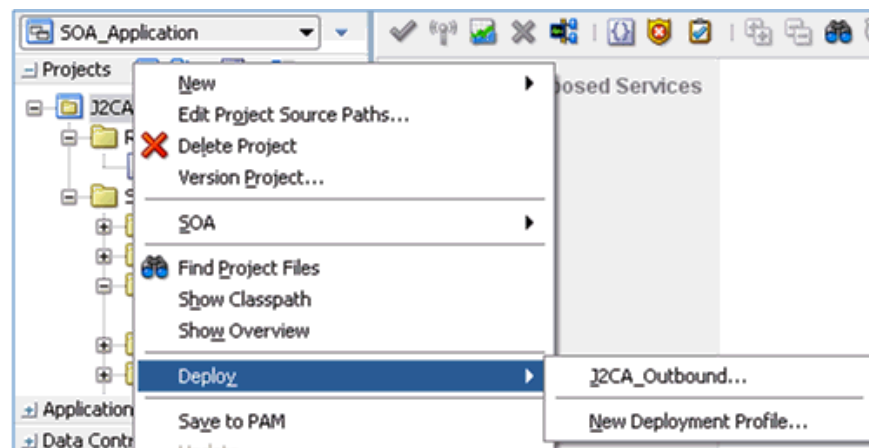 SOA_Application
Projects
J2CA
osed Services
New
Edit Project Source Paths...
Delete Project
Version Project...
SOA
Find Project Files
Show Classpath
Show Overview
Deploy
J2CA_Outbound...
New Deployment Profile...
Application
Save to PAM
Data Contr